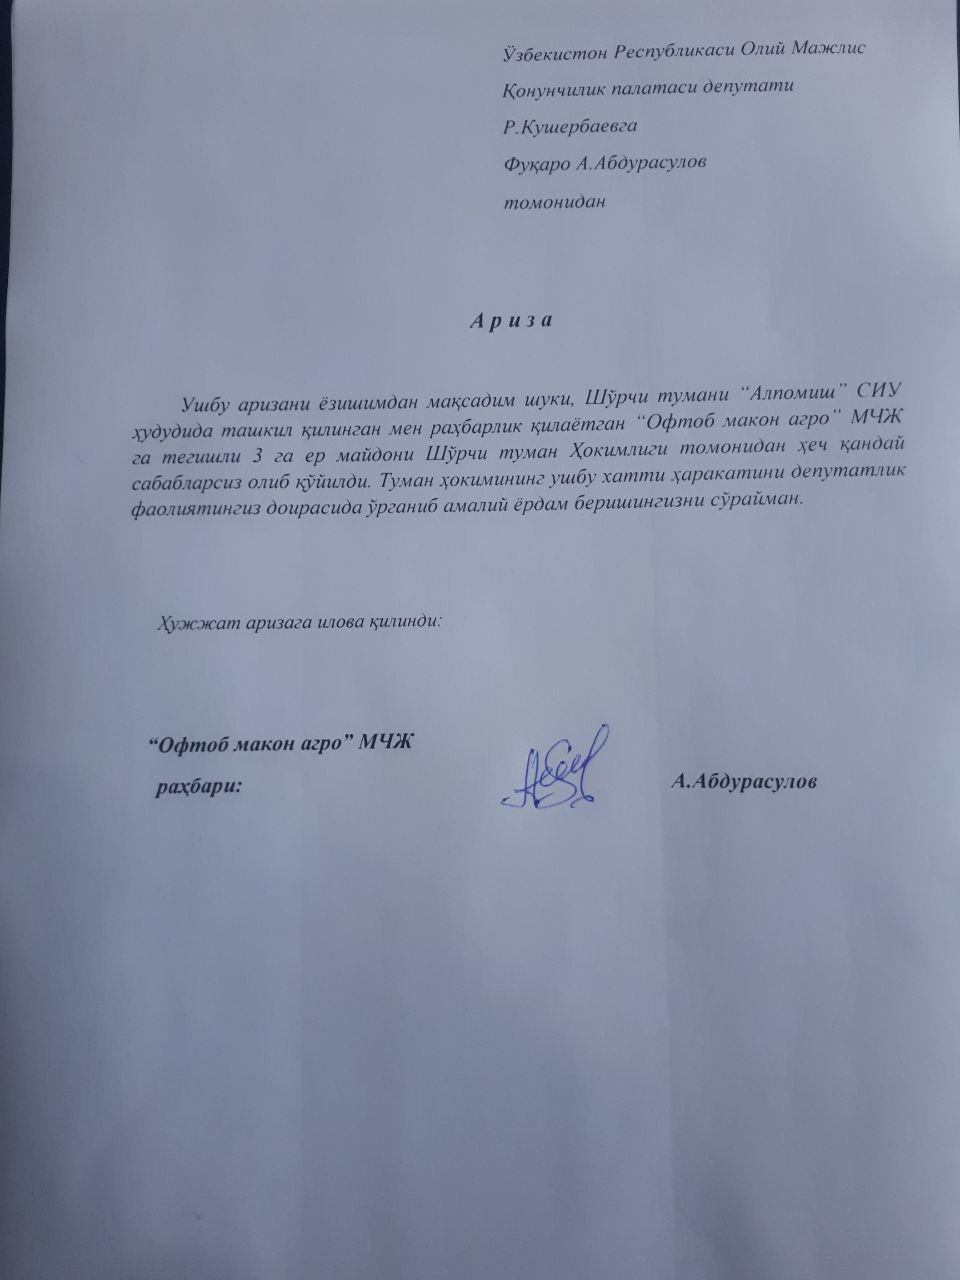 Ўзбекистон Республикаси Олий Мажлис
Қонунчилик палатаси депутати
Р.Кушербаевга
Фуқаро А.Абдурасулов
томонидан
Ариза
Ушбу аризани ёзишимдан мақсадим шуки, Шўрчи тумани “Алпомиш” СИУ
ҳудудида ташкил қилинган мен раҳбарлик қилаётган “Офтоб макон агро” МЧЖ
га тегишли 3 га ер майдони Шўрчи туман Ҳокимлиги томонидан ҳеч қандай
сабабларсиз олиб қўйилди. Туман ҳокимининг ушбу хатти ҳаракатини депутатлик
фаолиятингиз доирасида ўрганиб амалий ёрдам беришингизни сўрайман.
Ҳужжат аризага илова қилинди:
“Офтоб макон агро” МЧЖ
раҳбари: А.Абдурасулов